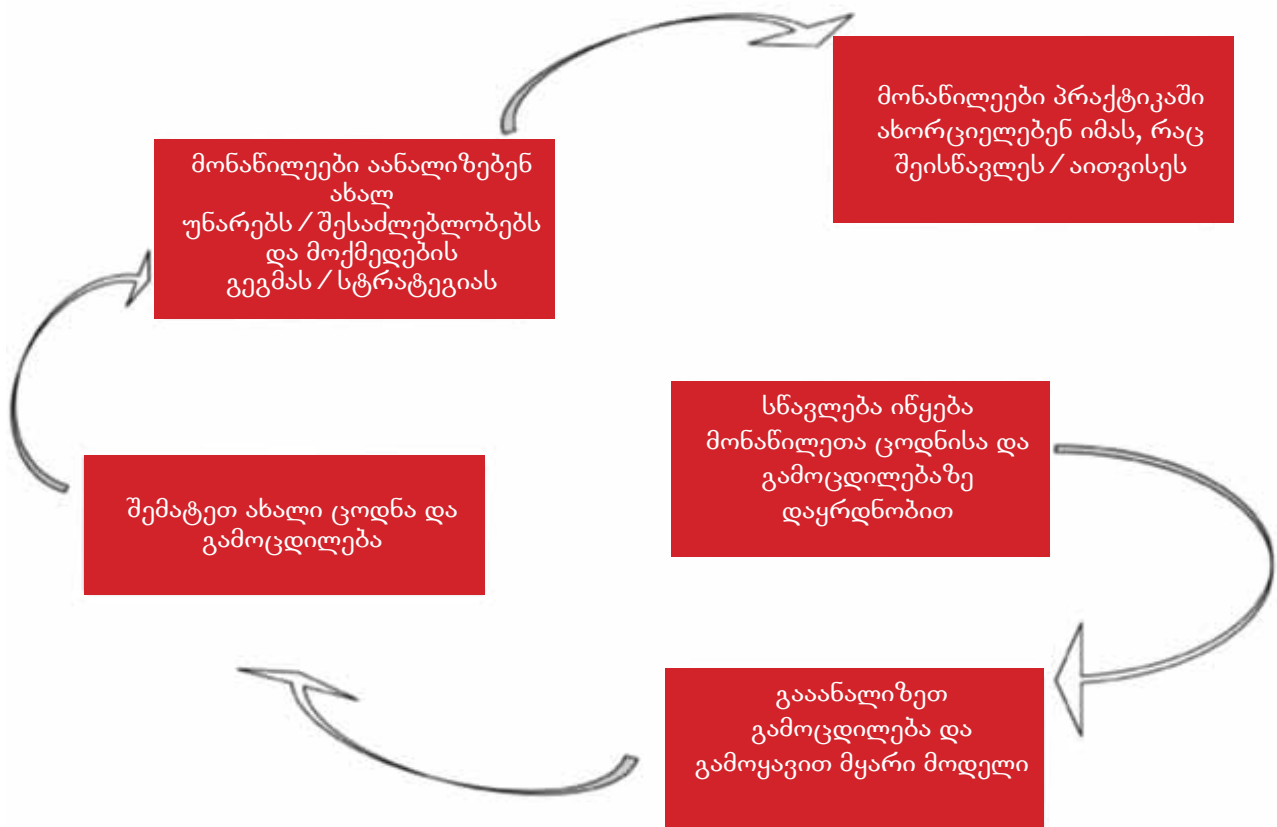 მონაწილეები პრაქტიკაში
ახორციელებენ იმას, რაც
შეისწავლეს / აითვისეს
მონაწილეები აანალიზებენ
ახალ
უნარებს / შესაძლებლობებს
და მოქმედების
გეგმას / სტრატეგიას
სწავლება იწყება
მონაწილეთა ცოდნისა და
გამოცდილებაზე
დაყრდნობით
შემატეთ ახალი ცოდნა და
გამოცდილება
გააანალიზეთ
გამოცდილება და
გამოყავით მყარი მოდელი